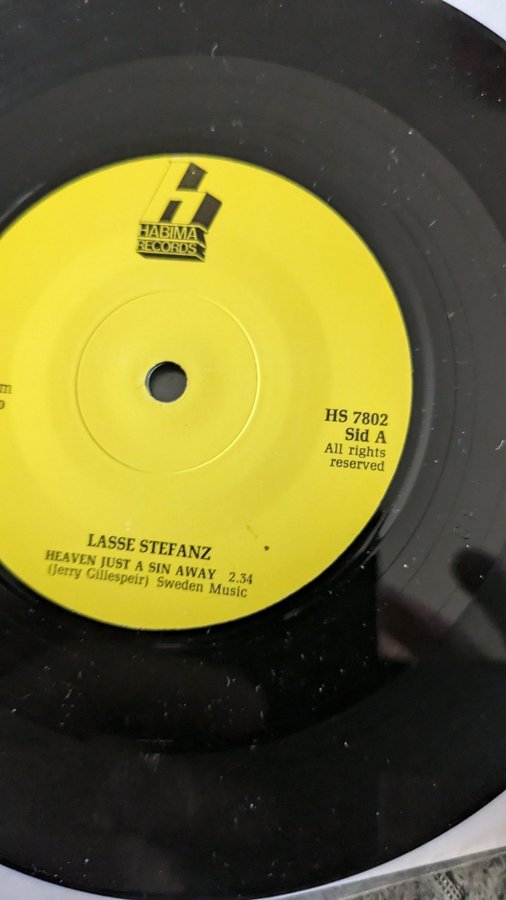 HABIMA
RECORDS
m
HS 7802
Sid A
All rights
reserved
LASSE STEFANZ
HEAVEN JUST A SIN AWAY 2.34
(Jerry Gillespeir) Sweden Music